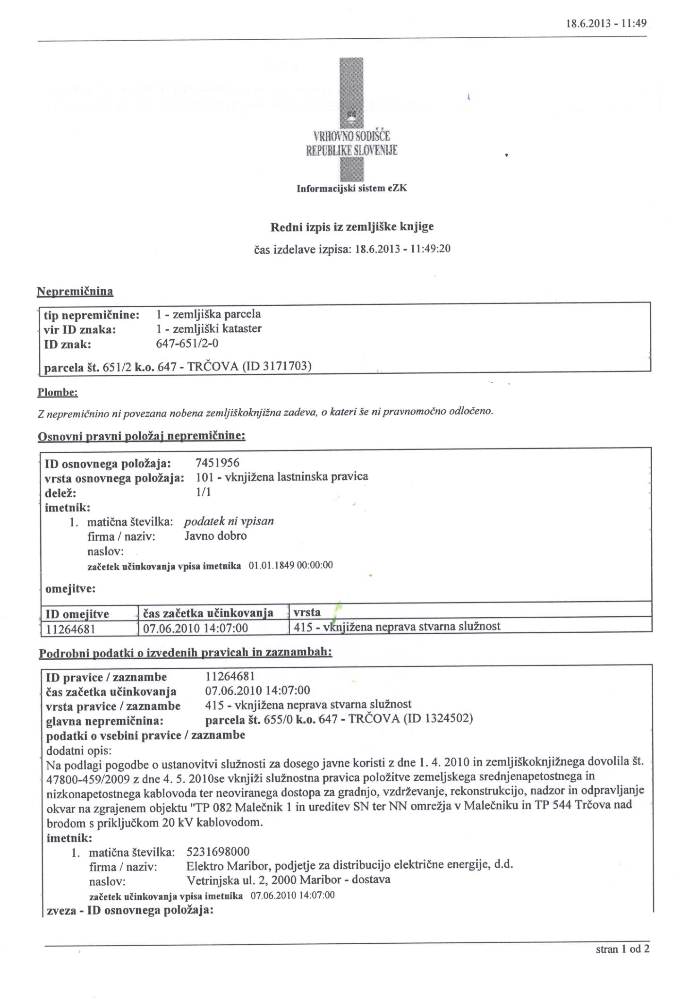 18.6.2013 - 11:49
VRHOVNO SODIŠČE
REPUBLIKE SLOVENIJE
Informacijski sistem eZK
Redni izpis iz zemljiške knjige
čas izdelave izpisa: 18.6.2013 - 11:49:20
Nepremičnina
tip nepremičnine: 1 - zemljiška parcela
vir ID znaka: 1 - zemljiški kataster
ID znak: 647-651/2-0
parcela št. 651/2 k.o. 647 - TRČOVA (ID 3171703)
Plombe:
Z nepremičnino ni povezana nobena zemljiškoknjižna zadeva, o kateri še ni pravnomočno odločeno.
Osnovni pravni položaj nepremičnine:
ID osnovnega položaja: 7451956
vrsta osnovnega položaja: 101 - vknjižena lastninska pravica
delež: 1/1
imetnik:
1. matična številka: podatek ni vpisan
firma / naziv: Javno dobro
naslov:
začetek učinkovanja vpisa imetnika 01.01.1849 00:00:00
omejitve:
ID omejitve čas začetka učinkovanja vrsta
11264681 07.06.2010 14:07:00 415 - vknjižena neprava stvarna služnost
Podrobni podatki o izvedenih pravicah in zaznambah:
ID pravice / zaznambe 11264681
čas začetka učinkovanja 07.06.2010 14:07:00
vrsta pravice / zaznambe 415 - vknjižena neprava stvarna služnost
glavna nepremičnina: parcela št. 655/0 k.o. 647 - TRČOVA (ID 1324502)
podatki o vsebini pravice / zaznambe
dodatni opis:
Na podlagi pogodbe o ustanovitvi služnosti za dosego javne koristi z dne 1. 4. 2010 in zemljiškoknjižnega dovolila št.
47800-459/2009 z dne 4. 5. 2010se vknjiži služnostna pravica položitve zemeljskega srednjenapetostnega in
nizkonapetostnega kablovoda ter neoviranega dostopa za gradnjo, vzdrževanje, rekonstrukcijo, nadzor in odpravljanje
okvar na zgrajenem objektu "TP 082 Malečnik 1 in ureditev SN ter NN omrežja v Malečniku in TP 544 Trčova nad
brodom s priključkom 20 kV kablovodom.
imetnik:
1. matična številka: 5231698000
firma / naziv: Elektro Maribor, podjetje za distribucijo električne energije, d.d.
naslov: Vetrinjska ul. 2, 2000 Maribor - dostava
začetek učinkovanja vpisa imetnika 07.06.2010 14:07:00
zveza - ID osnovnega položaja:
stran 1 od 2